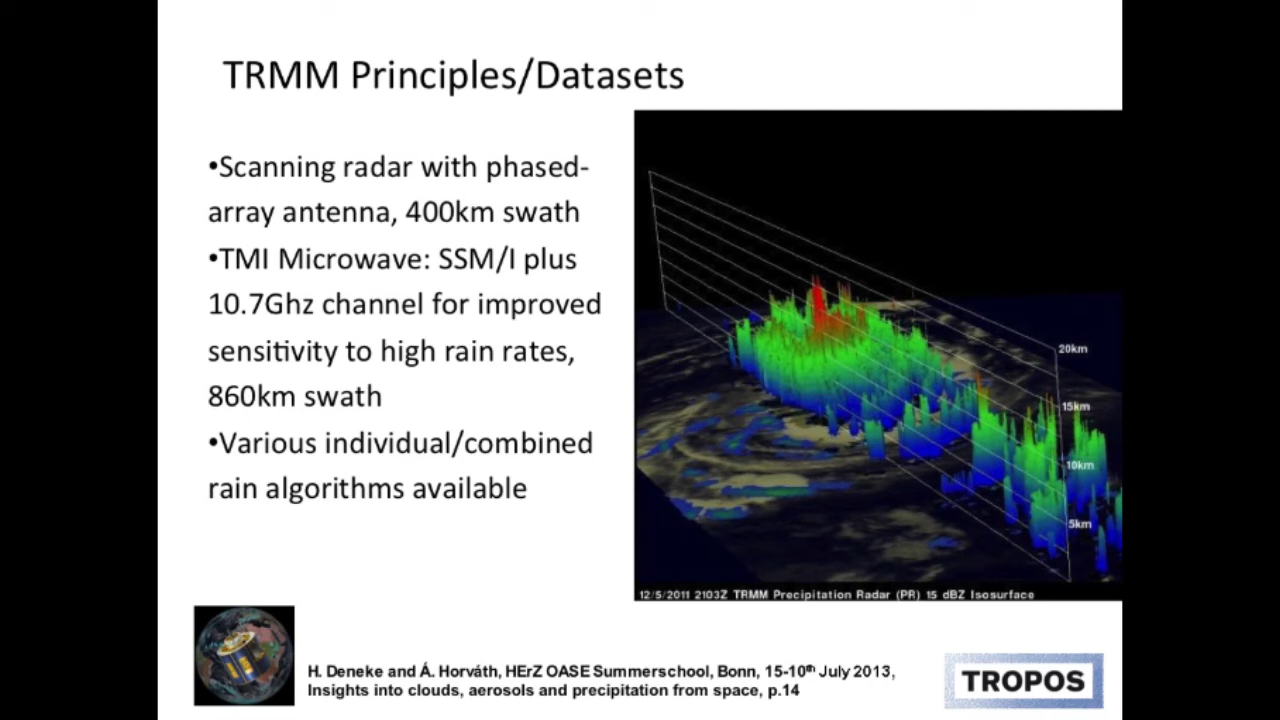 TRMM Principles/Datasets
•Scanning radar with phased-
array antenna, 400km swath
•TMI Microwave: SSM/I plus
10.7Ghz channel for improved
sensitivity to high rain rates,
860km swath
•Various individual/combined
rain algorithms available
20km
15km
10km
5km
12/5/2011 2103Z TRMM Precipitation Radar (PR) 15 dBZ Isosurface
H. Deneke and Á. Horváth, HErZ OASE Summerschool, Bonn, 15-10th July 2013,
Insights into clouds, aerosols and precipitation from space, p.14
TROPOS